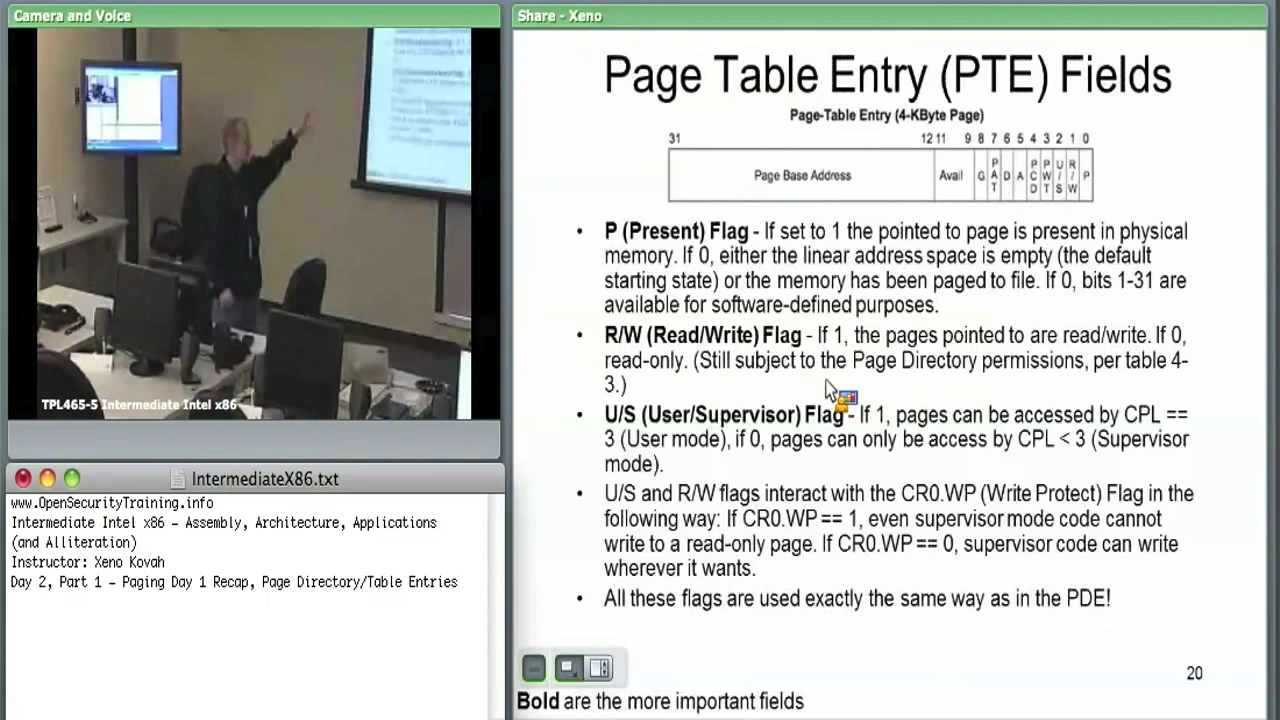 Camera and Voice
TPL465-5 Intermediate Intel x86
IntermediateX86.txt
www.OpenSecurityTraining.info
Intermediate Intel x86 – Assembly, Architecture, Applications
(and Alliteration)
Instructor: Xeno Kovah
Day 2, Part 1 – Paging Day 1 Recap, Page Directory/Table Entries
Share - Xeno
Page Table Entry (PTE) Fields
Page-Table Entry (4-KByte Page)
31 12 11 9 8 7 6 5 4 3 2 1 0
Page Base Address Avail G PAT D A PCD PWT U/S R/W P
• P (Present) Flag - If set to 1 the pointed to page is present in physical
memory. If 0, either the linear address space is empty (the default
starting state) or the memory has been paged to file. If 0, bits 1-31 are
available for software-defined purposes.
• R/W (Read/Write) Flag - If 1, the pages pointed to are read/write. If 0,
read-only. (Still subject to the Page Directory permissions, per table 4-
3.)
• U/S (User/Supervisor) Flag - If 1, pages can be accessed by CPL ==
3 (User mode), if 0, pages can only be access by CPL < 3 (Supervisor
mode).
• U/S and R/W flags interact with the CR0.WP (Write Protect) Flag in the
following way: If CR0.WP == 1, even supervisor mode code cannot
write to a read-only page. If CR0.WP == 0, supervisor code can write
wherever it wants.
• All these flags are used exactly the same way as in the PDE!
20
Bold are the more important fields